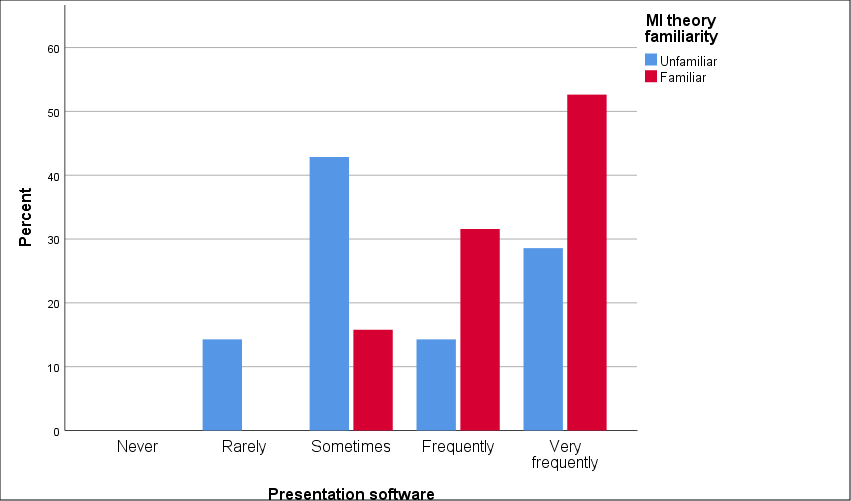 MI theory
familiarity
Unfamiliar
Familiar
60
50
40
30
20
10
0
Percent
Never
Rarely
Sometimes
Frequently
Very
frequently
Presentation software